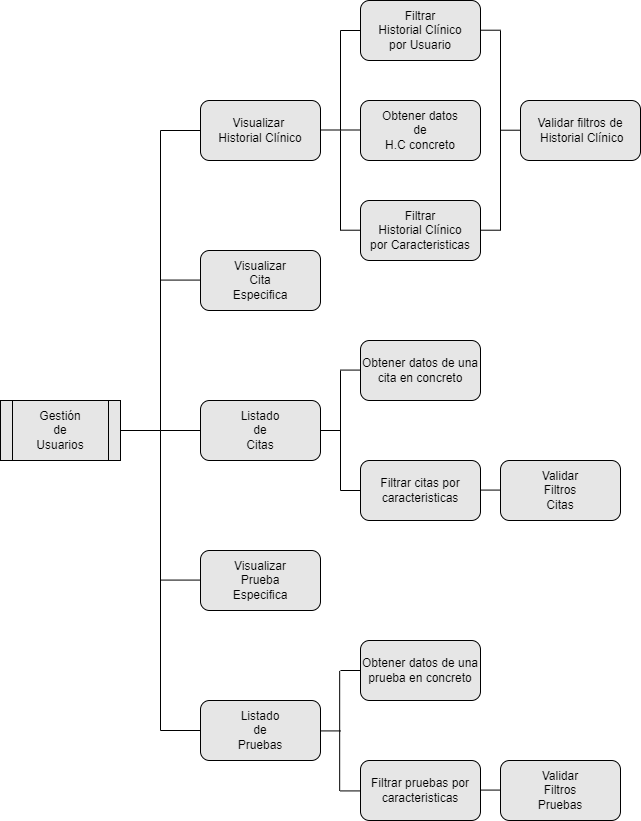 Filtrar
Historial Clínico
por Usuario
Visualizar
Historial Clínico
Obtener datos
de
H.C concreto
Validar filtros de
Historial Clínico
Filtrar
Historial Clínico
por Caracteristicas
Visualizar
Cita
Especifica
Obtener datos de una
cita en concreto
Gestión
de
Usuarios
Listado
de
Citas
Filtrar citas por
caracteristicas
Validar
Filtros
Citas
Visualizar
Prueba
Especifica
Obtener datos de una
prueba en concreto
Listado
de
Pruebas
Filtrar pruebas por
caracteristicas
Validar
Filtros
Pruebas